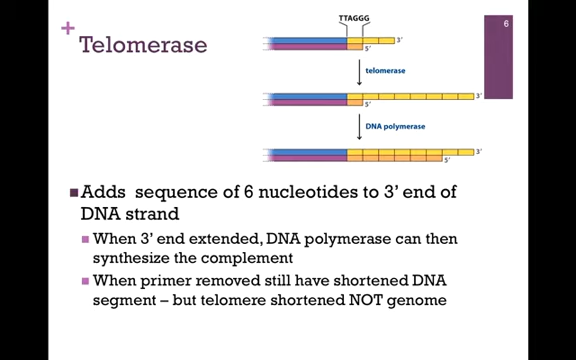 6
+
Telomerase
TTAGGG
3'
5'
telomerase
3'
5'
DNA polymerase
3'
5'
Adds sequence of 6 nucleotides to 3' end of
DNA strand
When 3' end extended, DNA polymerase can then
synthesize the complement
When primer removed still have shortened DNA
segment – but telomere shortened NOT genome